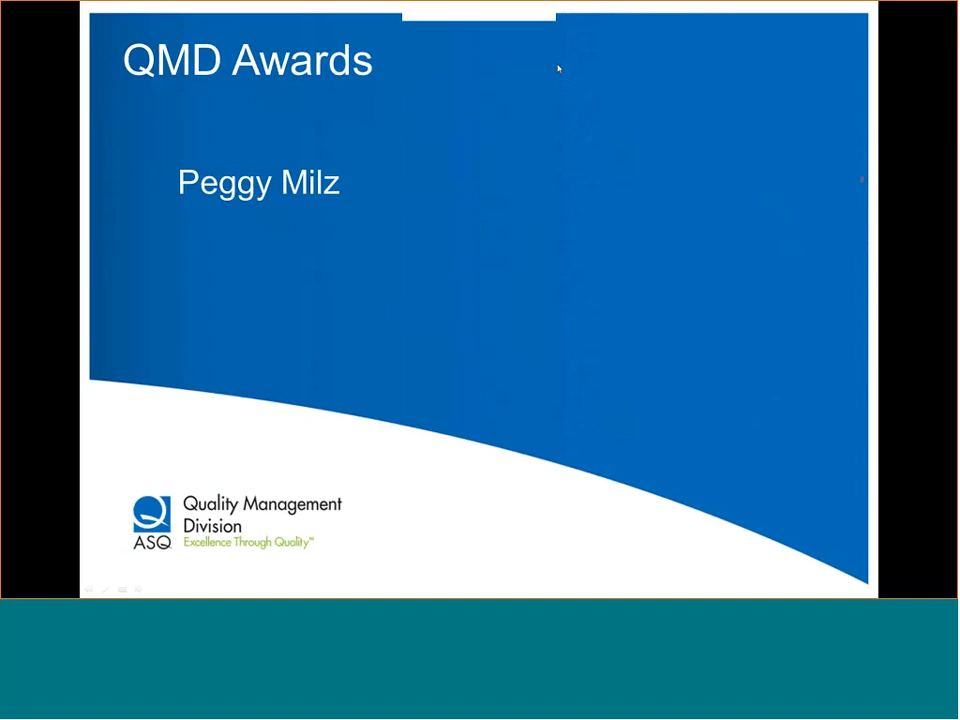 QMD Awards
Peggy Milz
Quality Management
Division
ASQ Excellence Through Quality™